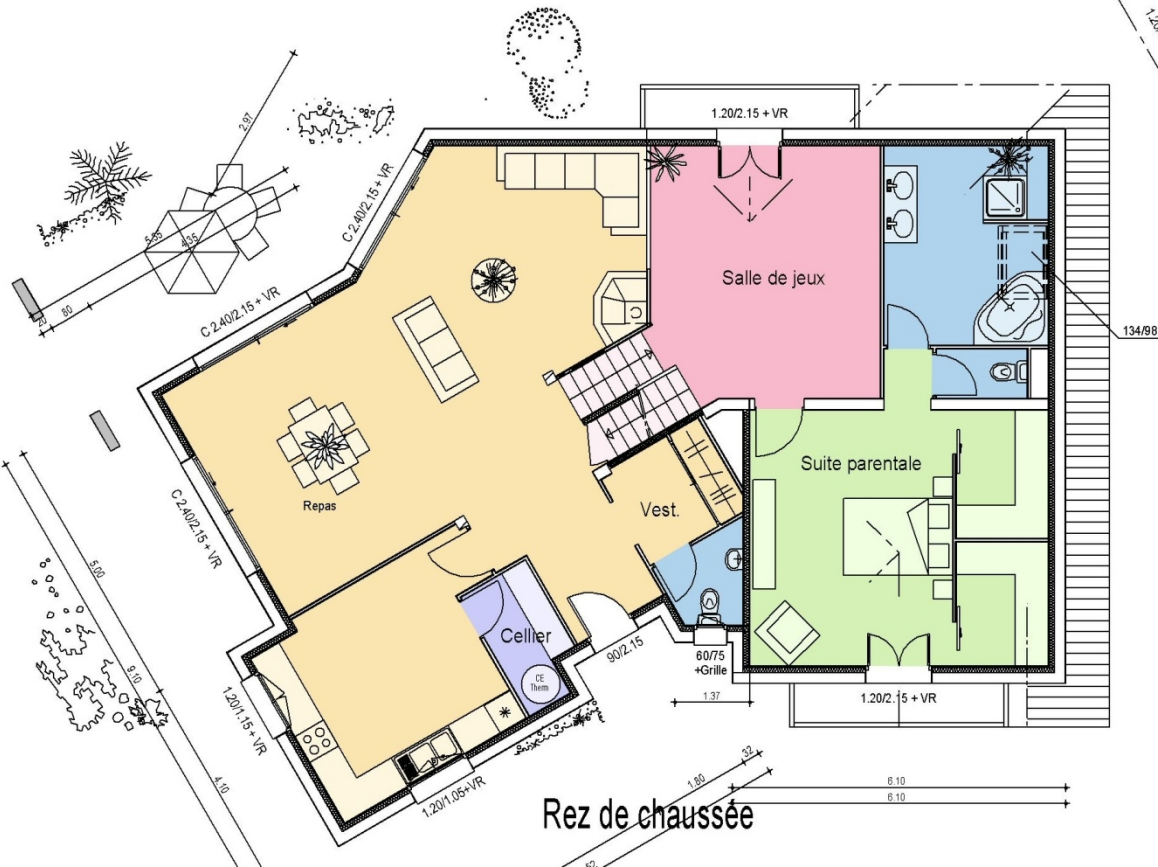 1.20/2.15 + VR
2.97
C 2.40/2.15 + VR
5.35
4.35
C 2.40/2.15 + VR
20
80
Salle de jeux
134/98
Suite parentale
Repas
Vest.
C 2.40/2.15 + VR
5.00
9.10
4.10
Cellier
CE
Therm
90/2.15
60/75
+Grille
1.37
1.20/2.15 + VR
1.20/1.15 + VR
1.20/1.05+VR
1.80
32
6.10
6.10
Rez de chaussée